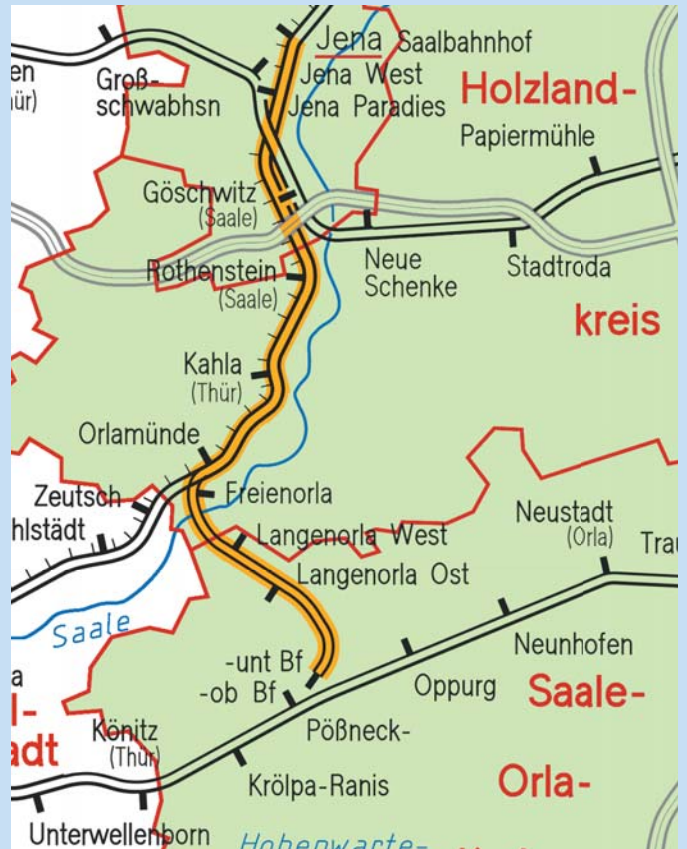 Jena Saalbahnhof
en
ür)
Groß-
schwabhsn
Jena West
Jena Paradies
Holzland-
Papiermühle
Göschwitz
(Saale)
Neue
Schenke
Stadtroda
Rothenstein
(Saale)
kreis
Kahla
(Thür)
Orlamünde
Zeutsch
Freienorla
hlstädt
Neustadt
(Orla)
Trau
Langenorla West
Langenorla Ost
Saale
Neunhofen
-unt Bf
-ob Bf
Oppurg
Saale-
a
l-
adt
Könitz
(Thür)
Pößneck-
Krölpa-Ranis
Orla-
Unterwellenborn
Hohenwarte-